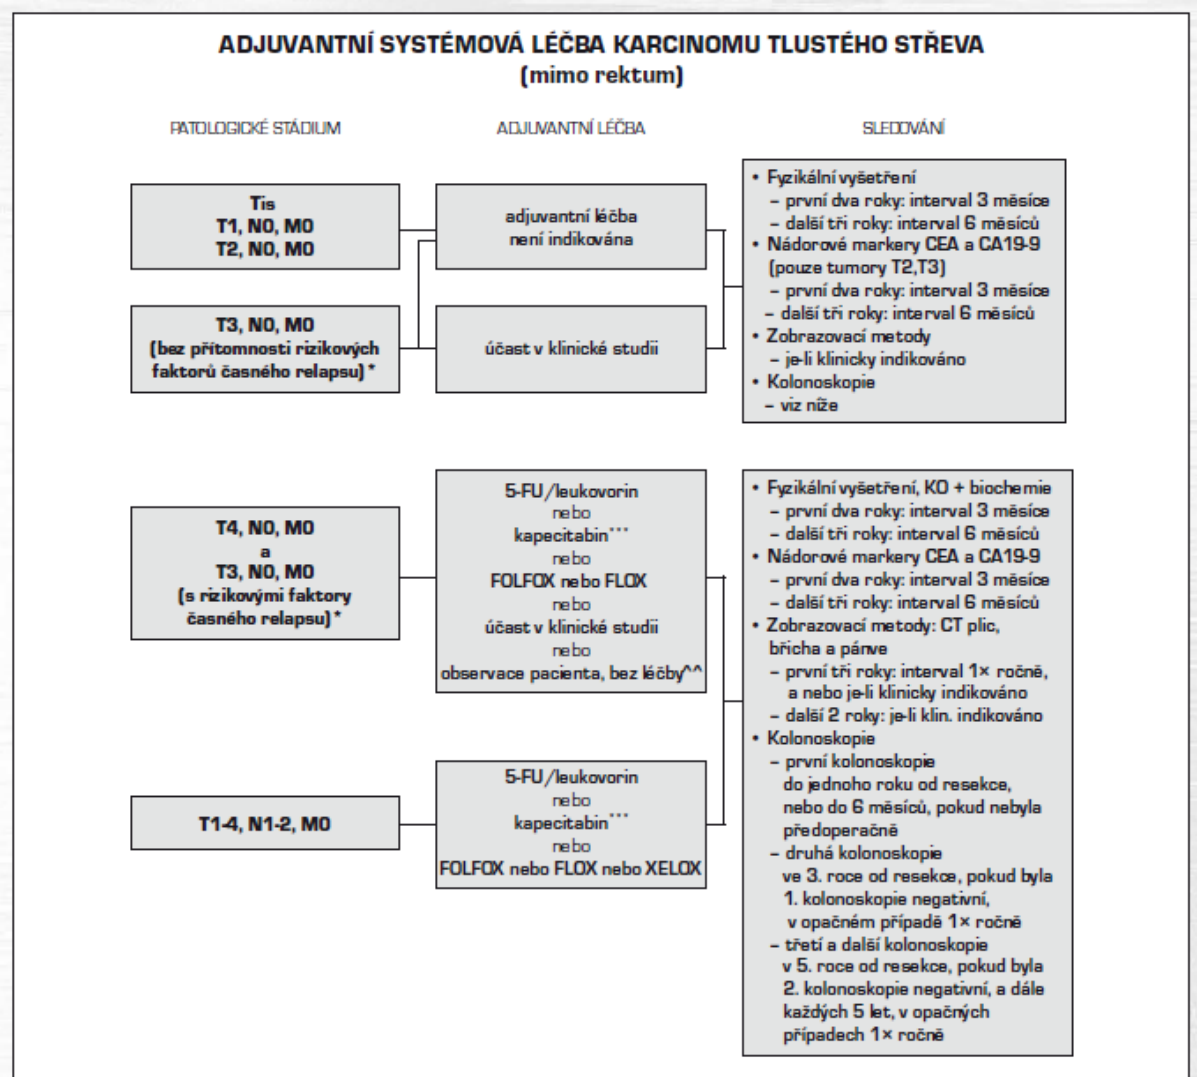 ADJUVANTNÍ SYSTÉMOVÁ LÉČBA KARCINOMU TLUSTÉHO STŘEVA
(mimo rektum)
PATOLOGICKÉ STÁDIUM
ADJUVANTNÍ LÉČBA
SLEDOVÁNÍ
Tis
T1, N0, M0
T2, N0, M0
adjuvantní léčba
není indikována
T3, N0, M0
(bez přítomnosti rizikových
faktorů časného relapsu)*
účast v klinické studii
• Fyzikální vyšetření
– první dva roky: interval 3 měsíce
– další tři roky: interval 6 měsíců
• Nádorové markery CEA a CA19-9
(pouze tumory T2,T3)
– první dva roky: interval 3 měsíce
– další tři roky: interval 6 měsíců
• Zobrazovací metody
– je-li klinicky indikováno
• Kolonoskopie
– viz níže
T4, N0, M0
a
T3, N0, M0
(s rizikovými faktory
časného relapsu)*
5-FU/leukovorin
nebo
kapecitabin***
nebo
FOLFOX nebo FLOX
nebo
účast v klinické studii
nebo
observace pacienta, bez léčby^^
T1-4, N1-2, M0
5-FU/leukovorin
nebo
kapecitabin***
nebo
FOLFOX nebo FLOX nebo XELOX
• Fyzikální vyšetření, KO + biochemie
– první dva roky: interval 3 měsíce
– další tři roky: interval 6 měsíců
• Nádorové markery CEA a CA19-9
– první dva roky: interval 3 měsíce
– další tři roky: interval 6 měsíců
• Zobrazovací metody: CT plic,
břicha a pánve
– první tři roky: interval 1× ročně,
a nebo je-li klinicky indikováno
– další 2 roky: je-li klin. indikováno
• Kolonoskopie
– první kolonoskopie
do jednoho roku od resekce,
nebo do 6 měsíců, pokud nebyla
předoperačně
– druhá kolonoskopie
ve 3. roce od resekce, pokud byla
1. kolonoskopie negativní,
v opačném případě 1× ročně
– třetí a další kolonoskopie
v 5. roce od resekce, pokud byla
2. kolonoskopie negativní, a dále
každých 5 let, v opačných
případech 1× ročně